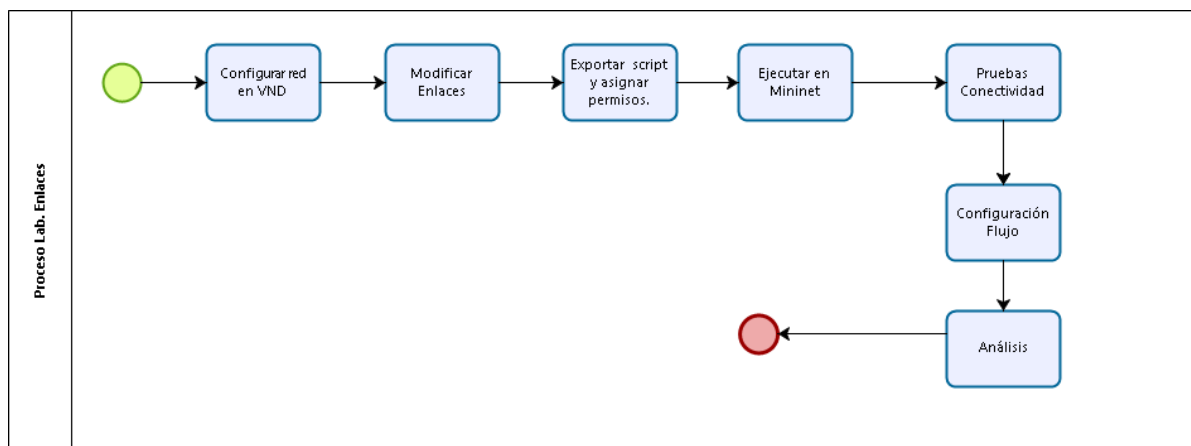 Proceso Lab. Enlaces
Configurar red
en VND
Modificar
Enlaces
Exportar script
y asignar
permisos.
Ejecutar en
Mininet
Pruebas
Conectividad
Configuración
Flujo
Análisis